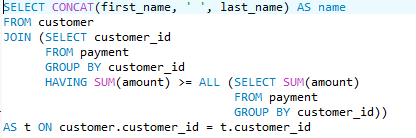 SELECT CONCAT(first_name, ' ', last_name) AS name
FROM customer
JOIN (SELECT customer_id
FROM payment
GROUP BY customer_id
HAVING SUM(amount) >= ALL (SELECT SUM(amount)
FROM payment
GROUP BY customer_id))
AS t ON customer.customer_id = t.customer_id